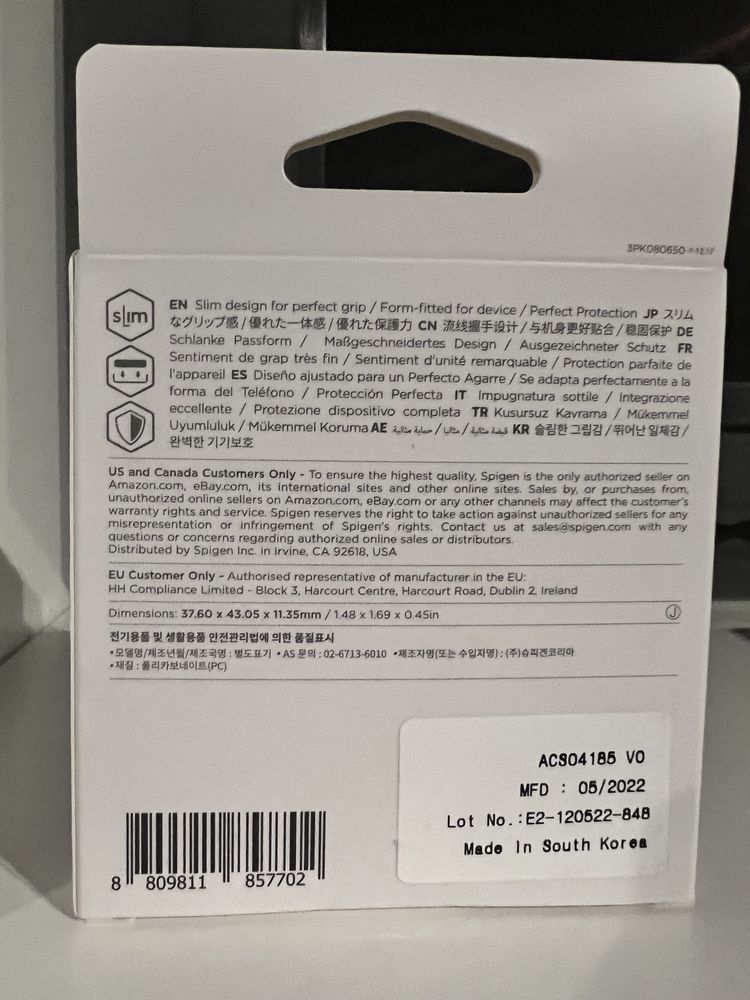 3PK080650
slim
EN Slim design for perfect grip / Form-fitted for device / Perfect Protection JP スリム
なグリップ感 / 優れた一体感 / 優れた保護力 CN 流线握手设计 / 与机身更好贴合 / 稳固保护 DE
Schlanke Passform / Maßgeschneidertes Design / Ausgezeichneter Schutz FR
Sentiment de grap très fin / Sentiment d'unité remarquable / Protection parfaite de
l'appareil ES Diseño ajustado para un Perfecto Agarre / Se adapta perfectamente a la
forma del Teléfono / Protección Perfecta IT Impugnatura sottile / Integrazione
eccellente / Protezione dispositivo completa TR Kusursuz Kavrama / Mükemmel
Uyumluluk / Mükemmel Koruma AE قبضة مثالية / مثاليا / حماية مثالية KR 슬림한 그립감 / 뛰어난 일체감 /
완벽한 기기보호
US and Canada Customers Only - To ensure the highest quality, Spigen is the only authorized seller on
Amazon.com, eBay.com, its international sites and other online sites. Sales by, or purchases from,
unauthorized online sellers on Amazon.com, eBay.com or any other channels may affect the customer's
warranty rights and service. Spigen reserves the right to take action against unauthorized sellers for any
misrepresentation or infringement of Spigen's rights. Contact us at sales@spigen.com with any
questions or concerns regarding authorized online sales or distributors.
Distributed by Spigen Inc. in Irvine, CA 92618, USA
EU Customer Only - Authorised representative of manufacturer in the EU:
HH Compliance Limited - Block 3, Harcourt Centre, Harcourt Road, Dublin 2, Ireland
Dimensions: 37.60 x 43.05 x 11.35mm / 1.48 x 1.69 x 0.45in
J
전기용품 및 생활용품 안전관리법에 의한 품질표시
•모델명/제조년월/제조국명 : 별도표기 •AS 문의 : 02-6713-6010 •제조자명(또는 수입자명) : (주)슈피겐코리아
•재질 : 폴리카보네이트(PC)
ACS04185 V0
MFD : 05/2022
Lot No.:E2-120522-848
Made In South Korea
8 809811 857702